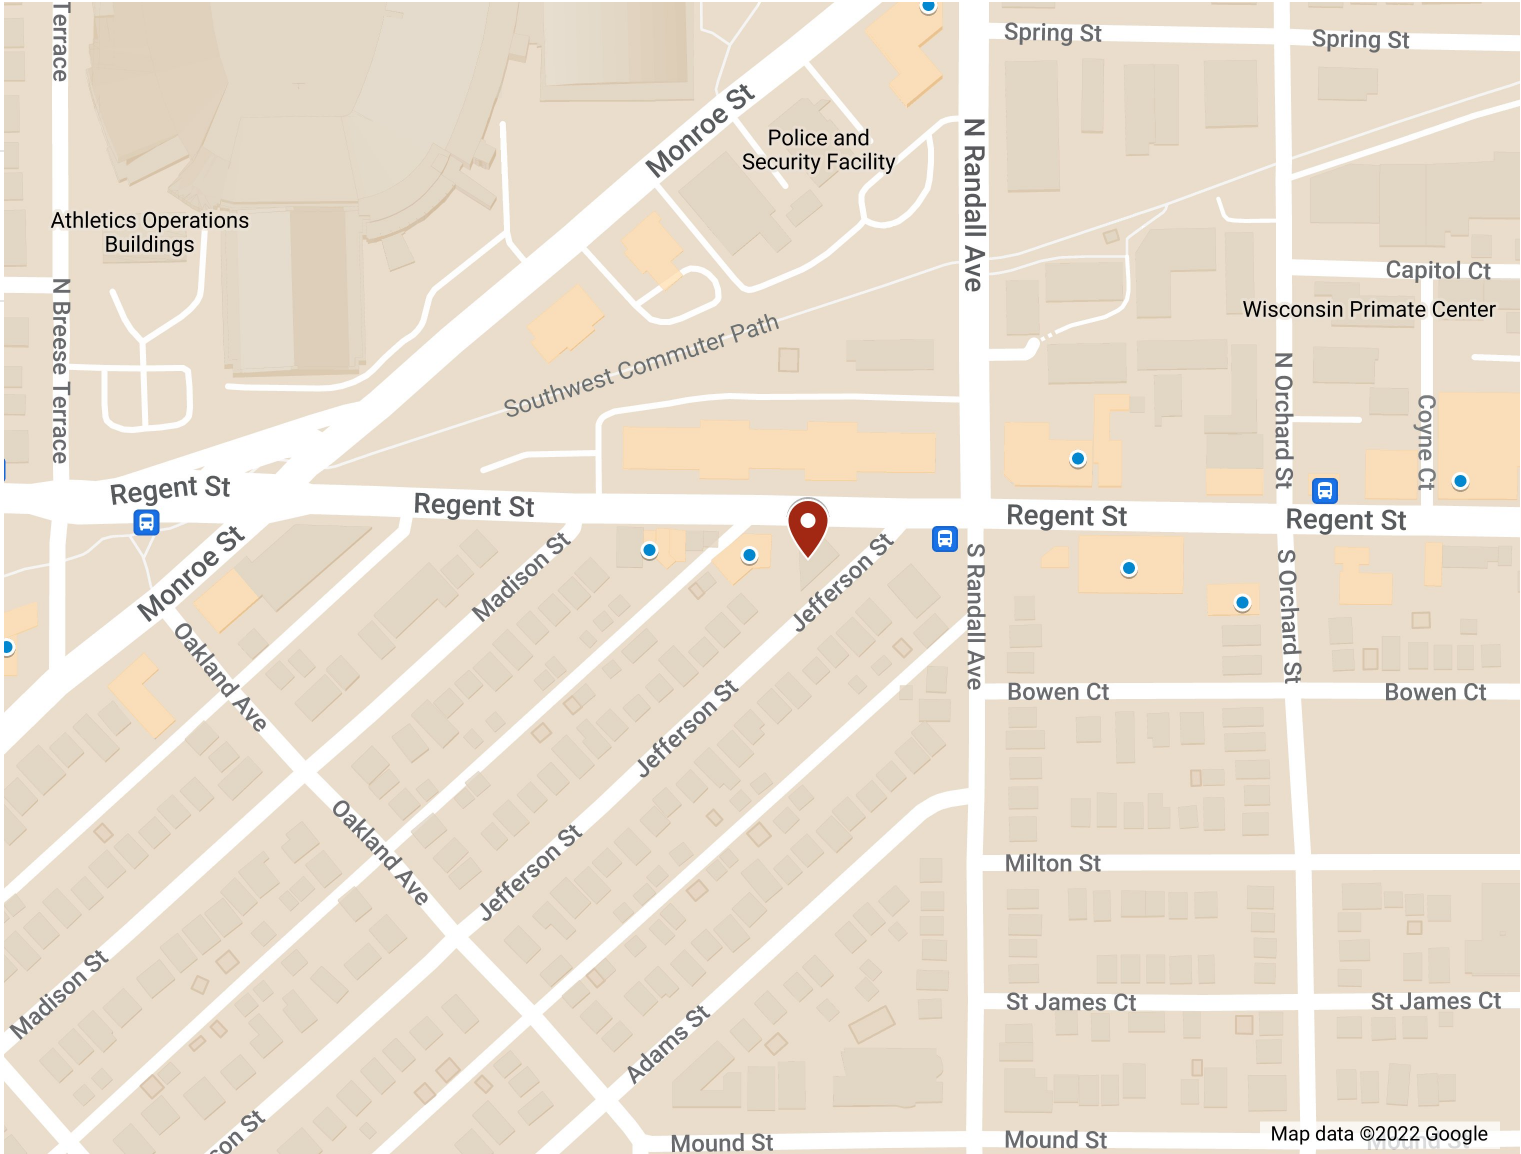 Terrace
Spring St
Spring St
Monroe St
Police and
Security Facility
N Randall Ave
Athletics Operations
Buildings
Capitol Ct
Wisconsin Primate Center
N Breese Terrace
Southwest Commuter Path
N Orchard St
Coyne Ct
Regent St
Regent St
Regent St
Regent St
Monroe St
Madison St
Jefferson St
S Randall Ave
S Orchard St
Oakland Ave
Jefferson St
Bowen Ct
Bowen Ct
Oakland Ave
Jefferson St
Milton St
Madison St
Adams St
St James Ct
St James Ct
son St
Mound St
Mound St
Mound St
Map data ©2022 Google